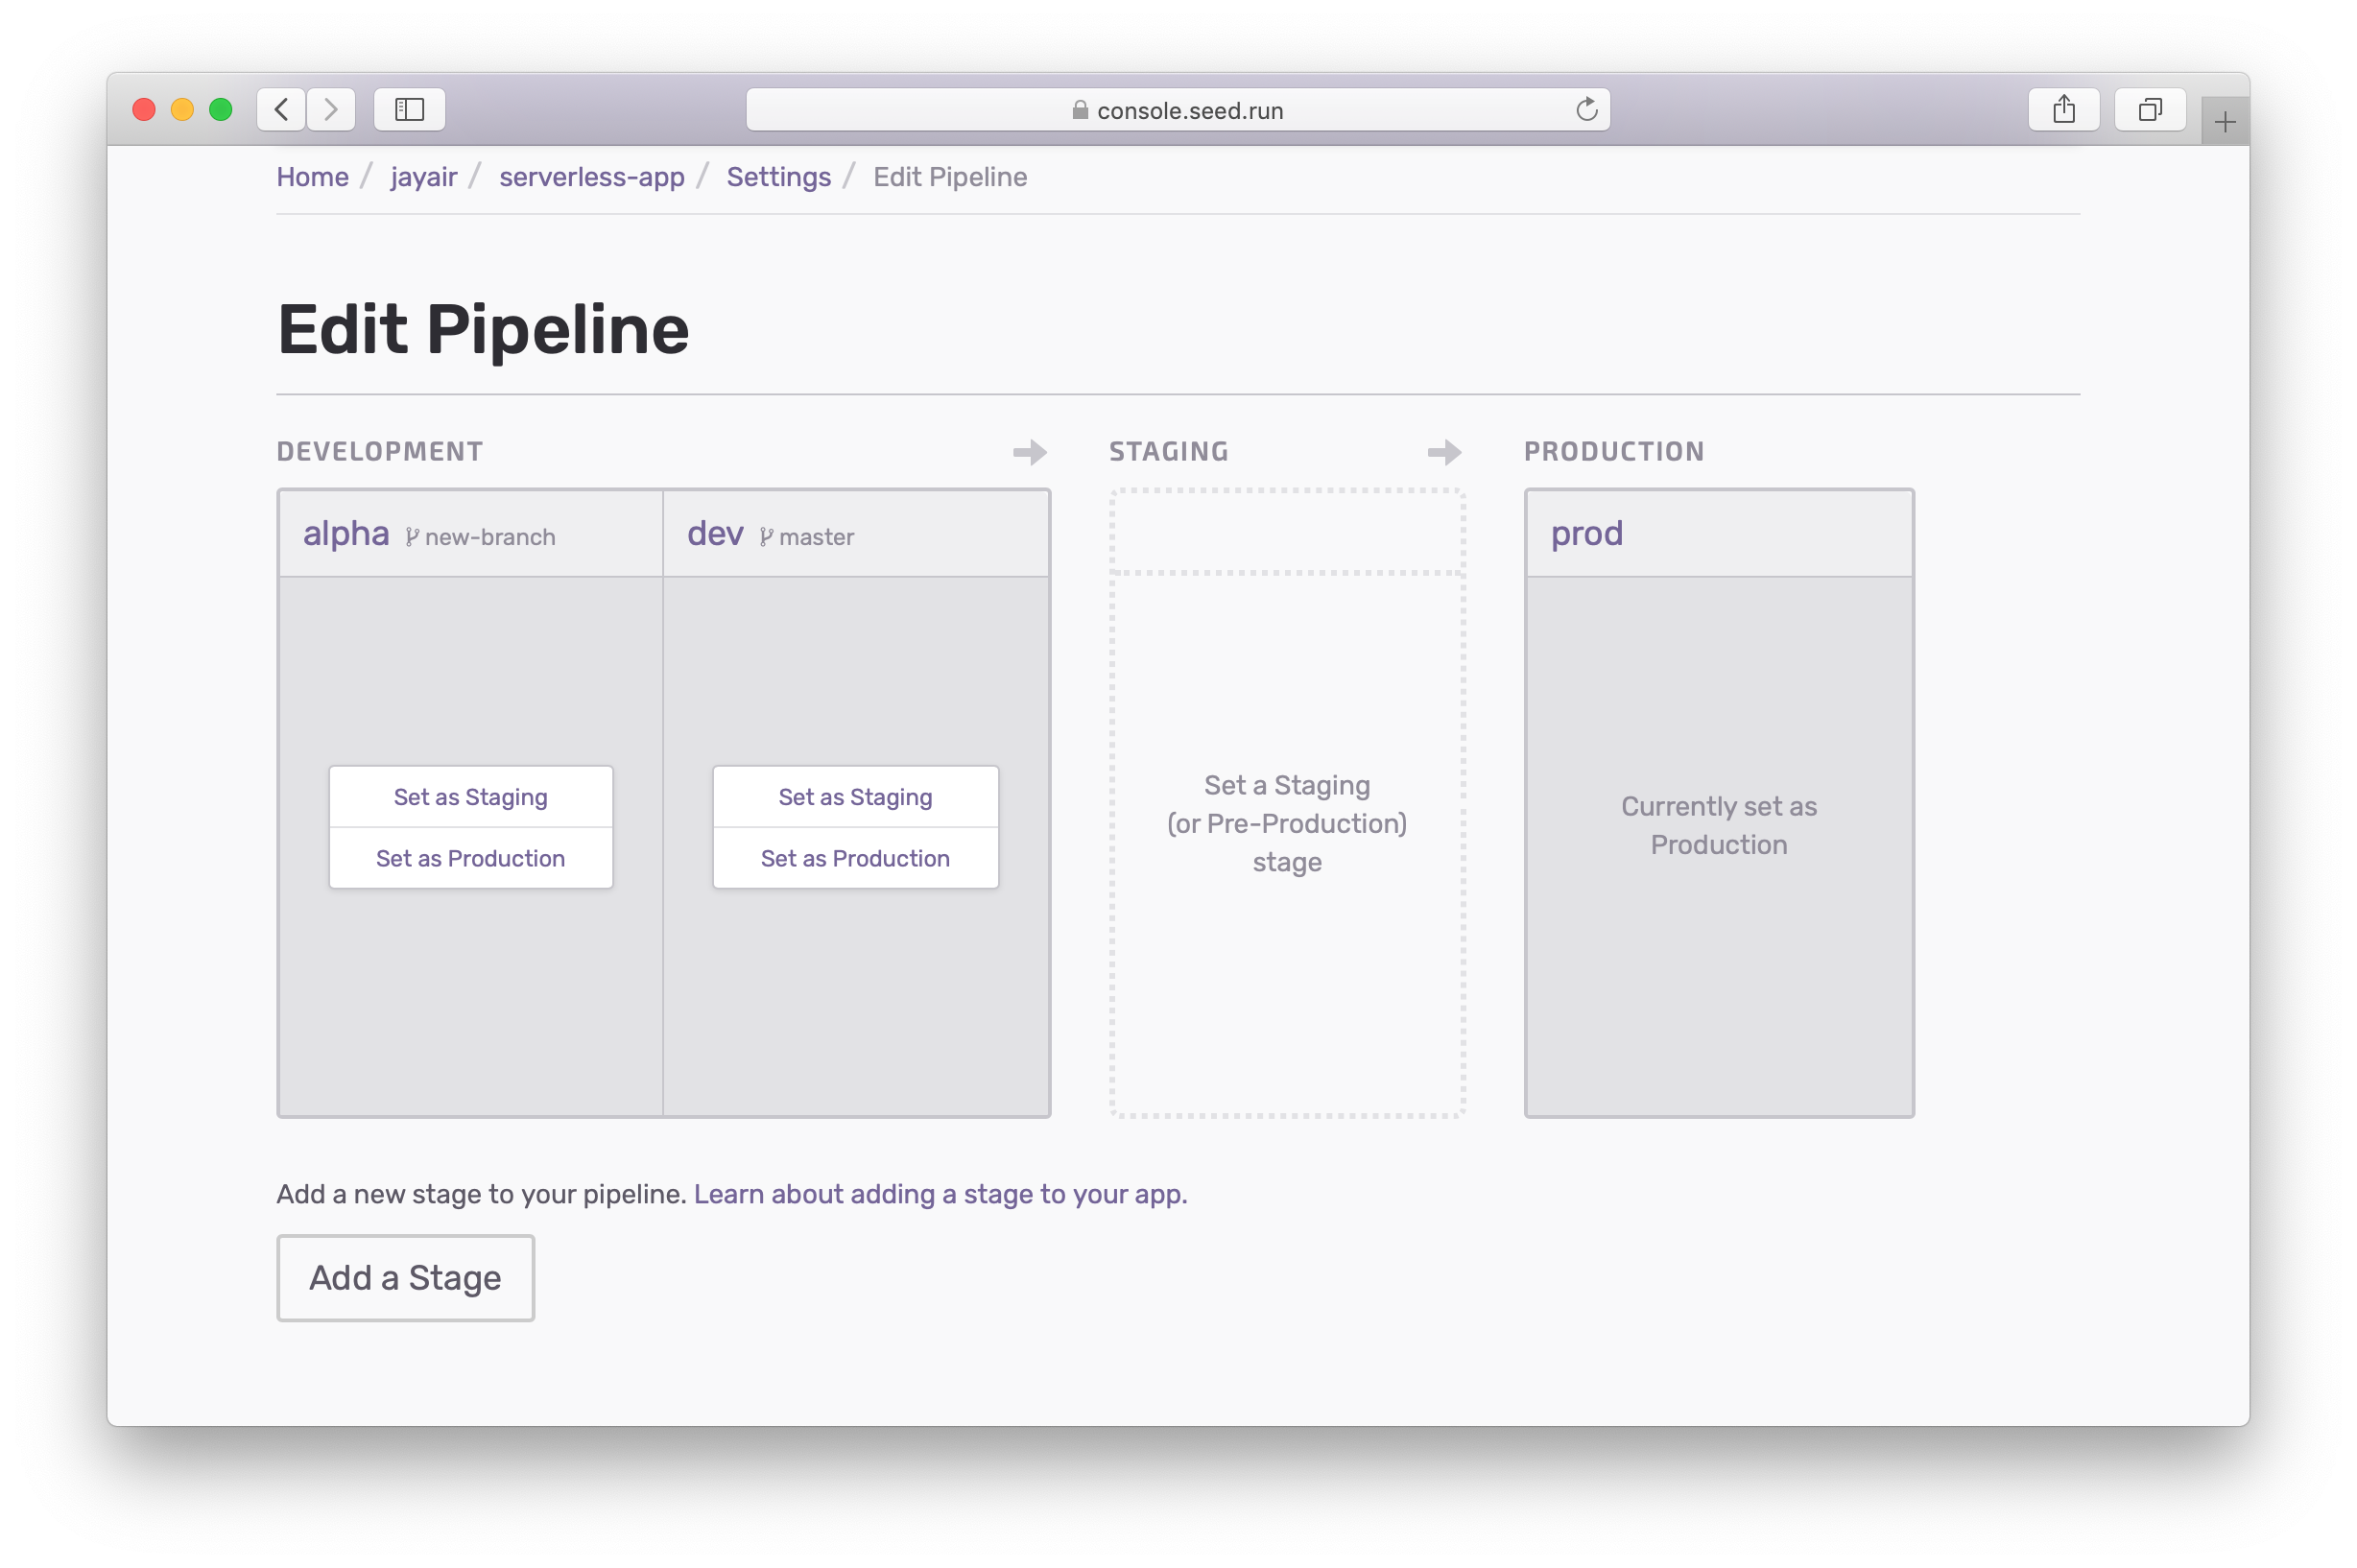 console.seed.run
Home / jayair / serverless-app / Settings / Edit Pipeline
Edit Pipeline
DEVELOPMENT
STAGING
PRODUCTION
alpha new-branch
dev master
prod
Set as Staging
Set as Production
Set as Staging
Set as Production
Set a Staging
(or Pre-Production)
stage
Currently set as
Production
Add a new stage to your pipeline. Learn about adding a stage to your app.
Add a Stage